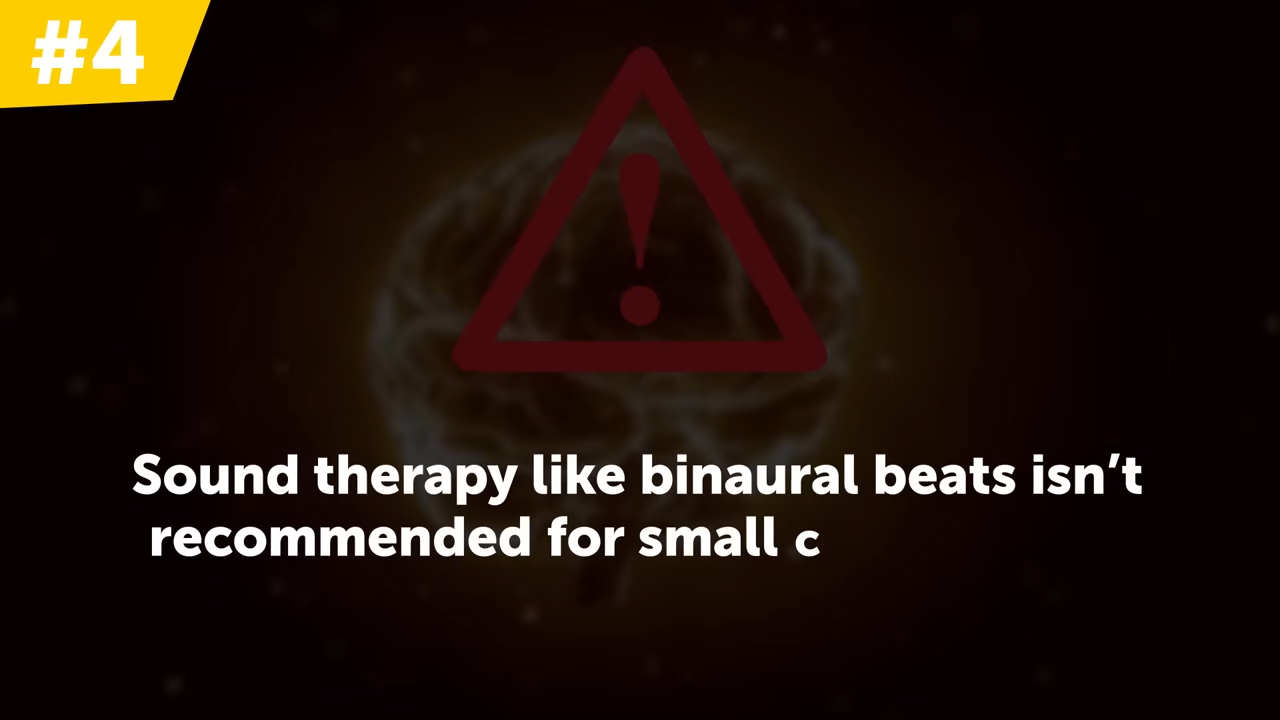 #4
Sound therapy like binaural beats isn’t
recommended for small c